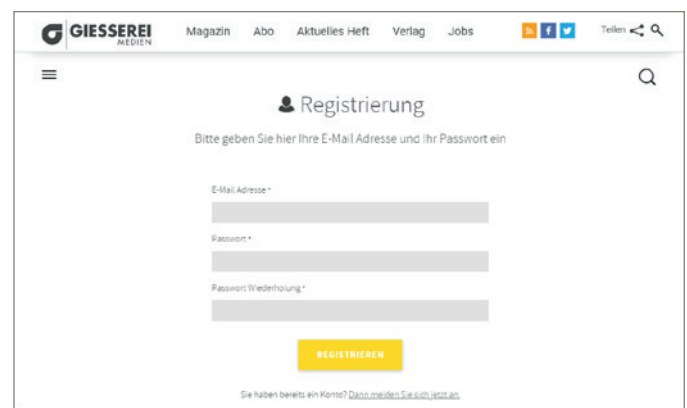 GIESSEREI
MEDIEN
Magazin Abo Aktuelles Heft Verlag Jobs
Teilen
Registrierung
Bitte geben Sie hier Ihre E-Mail Adresse und Ihr Passwort ein
E-Mail Adresse *
Passwort *
Passwort Wiederholung *
REGISTRIEREN
Sie haben bereits ein Konto? Dann melden Sie sich jetzt an.